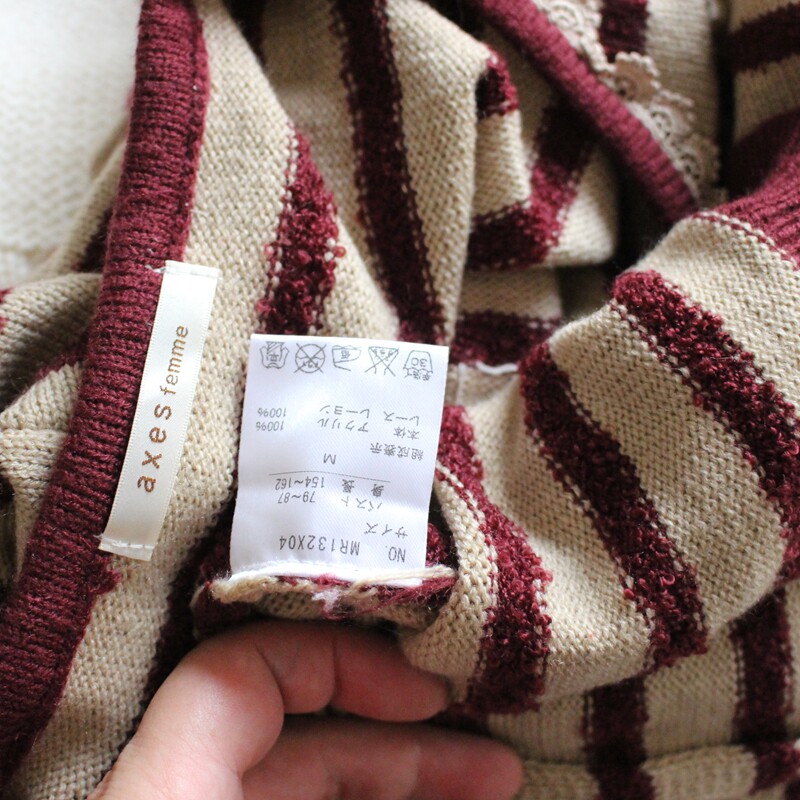 axes femme
NO. MR132X04
サイズ
バスト 79〜87
身長 154〜162
M
組成表示
本体 アクリル 100%
レース レーヨン 100%
30